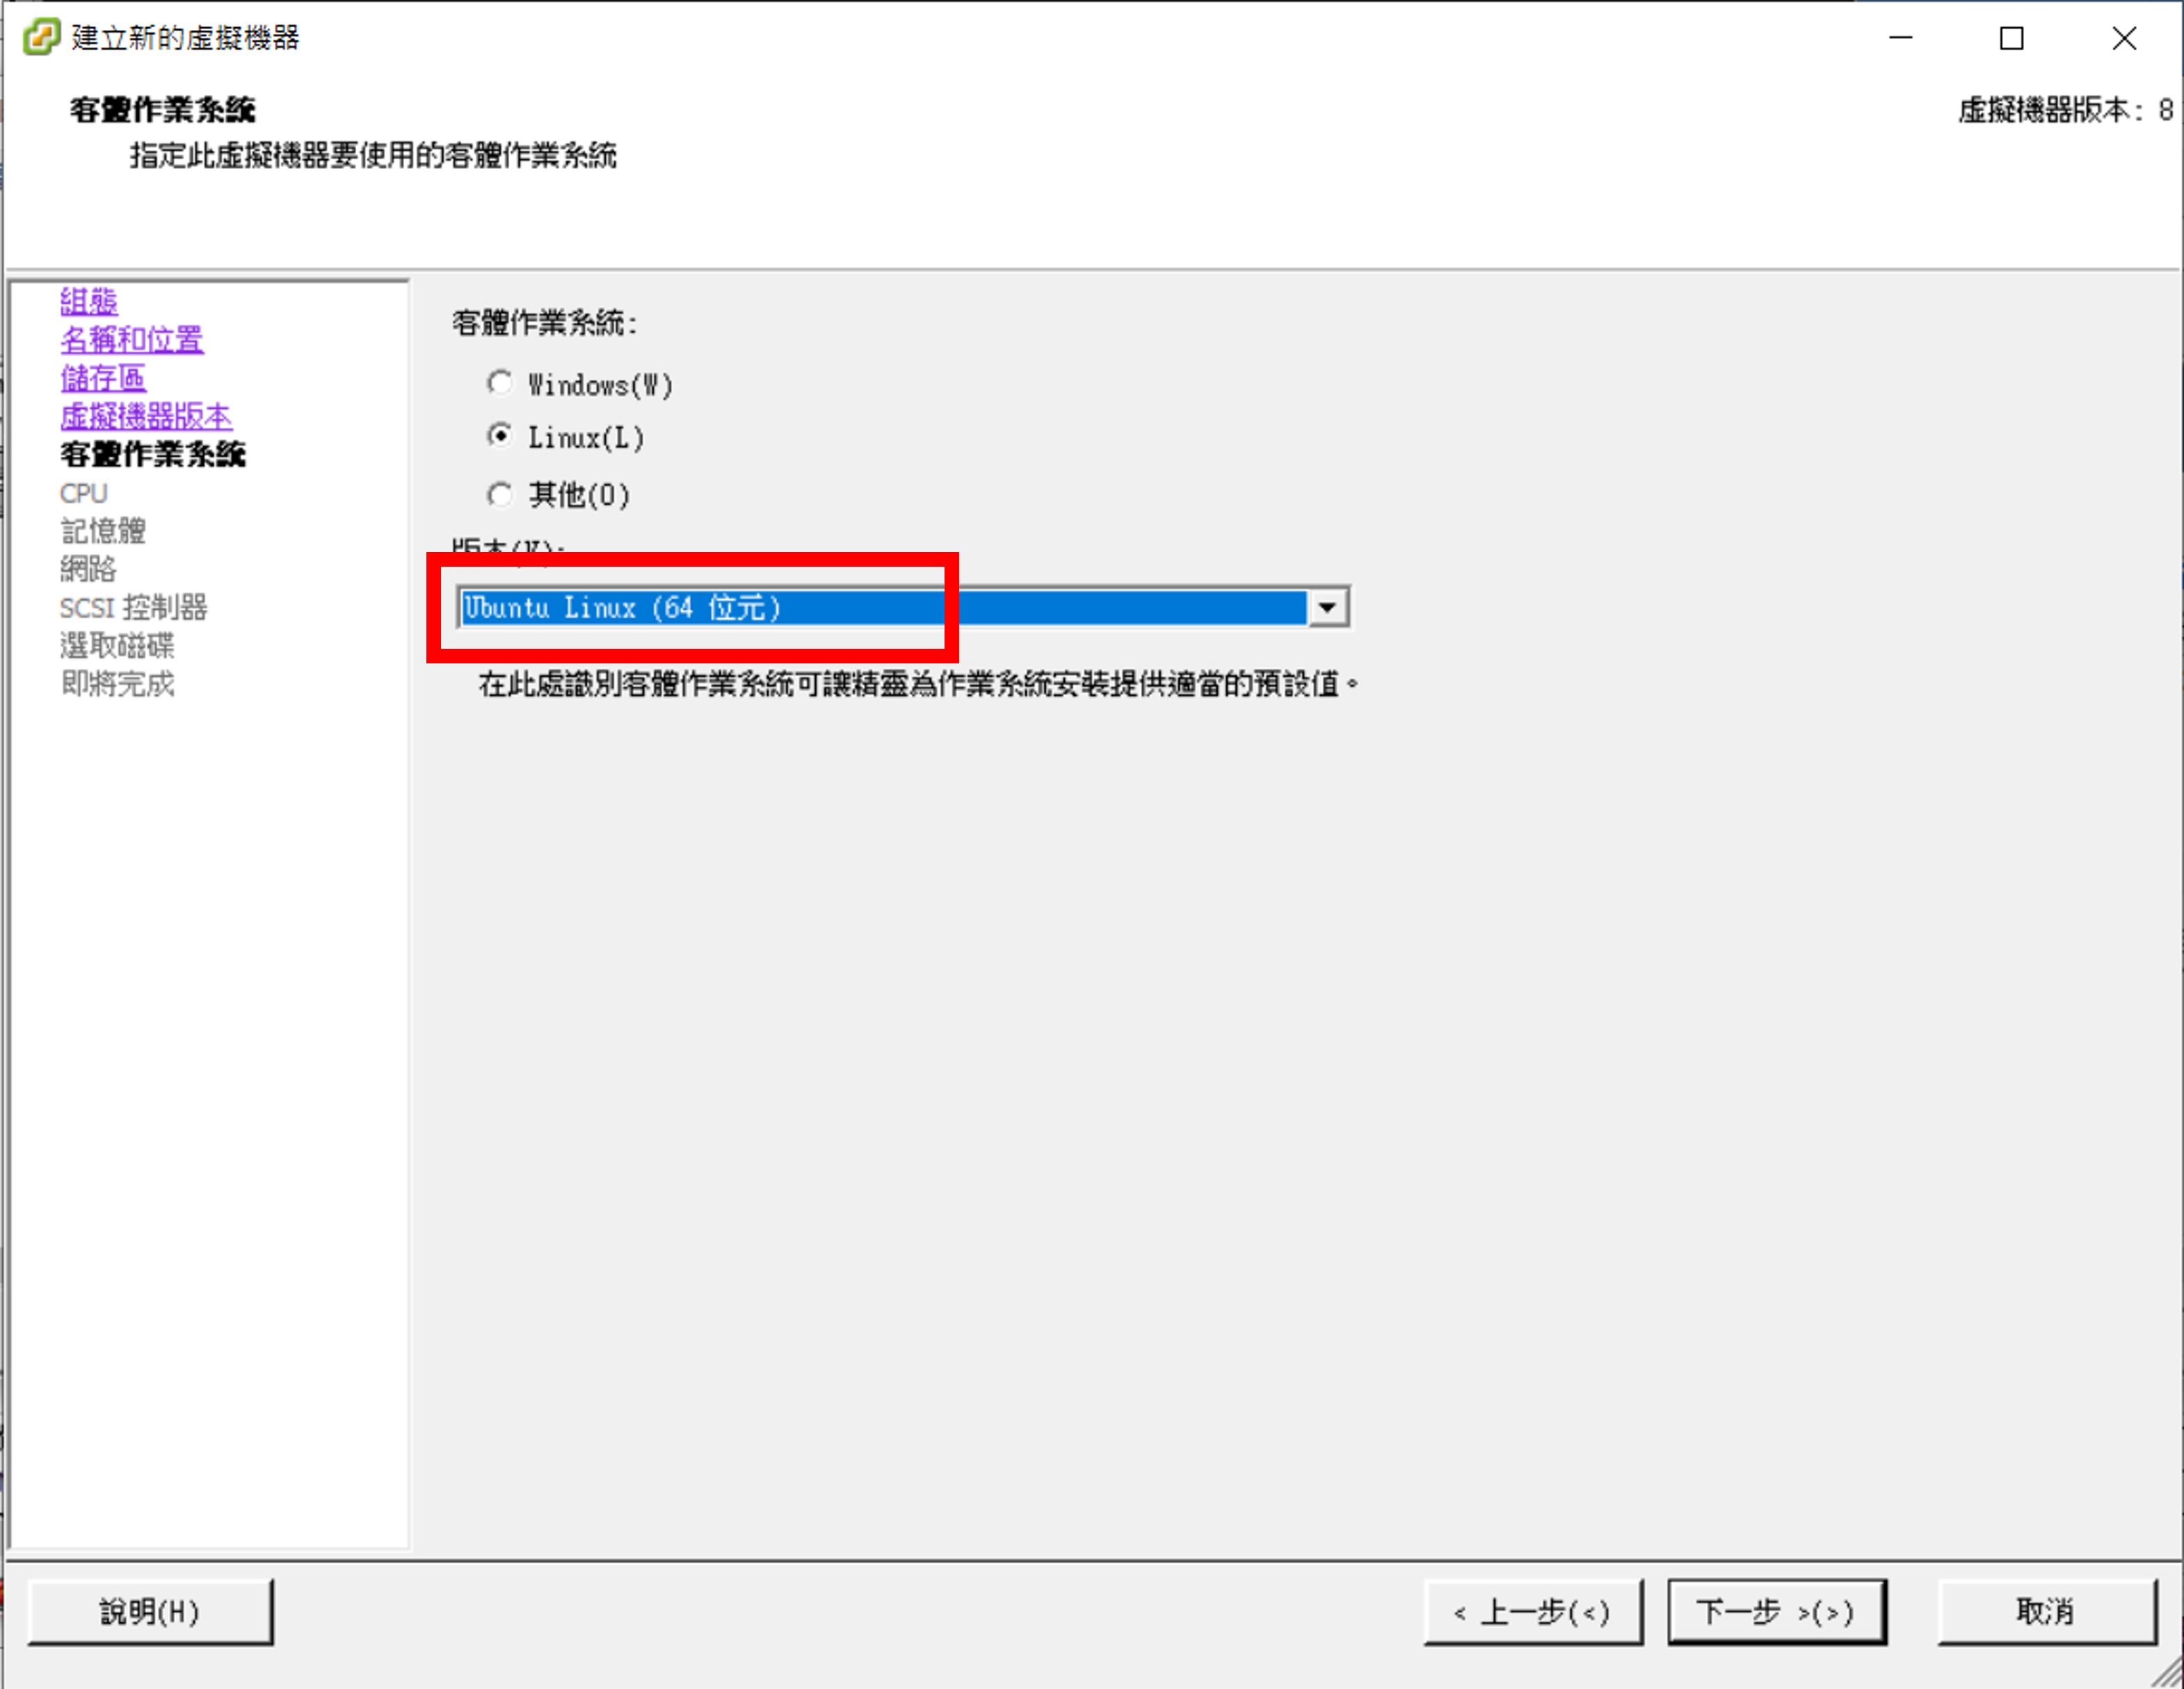 建立新的虛擬機器
客體作業系統
虛擬機器版本: 8
指定此虛擬機器要使用的客體作業系統
組態
名稱和位置
儲存區
虛擬機器版本
客體作業系統
CPU
記憶體
網路
SCSI 控制器
選取磁碟
即將完成
客體作業系統:
Windows(W)
Linux(L)
其他(O)
版本(V):
Ubuntu Linux (64 位元)
在此處識別客體作業系統可讓精靈為作業系統安裝提供適當的預設值。
說明(H)
< 上一步(<)
下一步 >(>)
取消